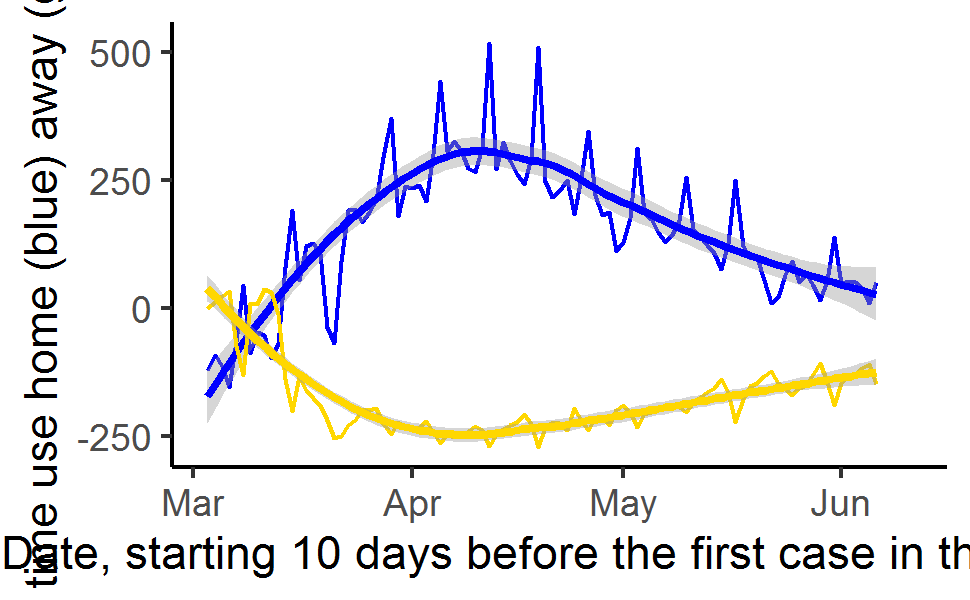 time use home (blue) away (
500
250
0
-250
Mar Apr May Jun
Date, starting 10 days before the first case in th